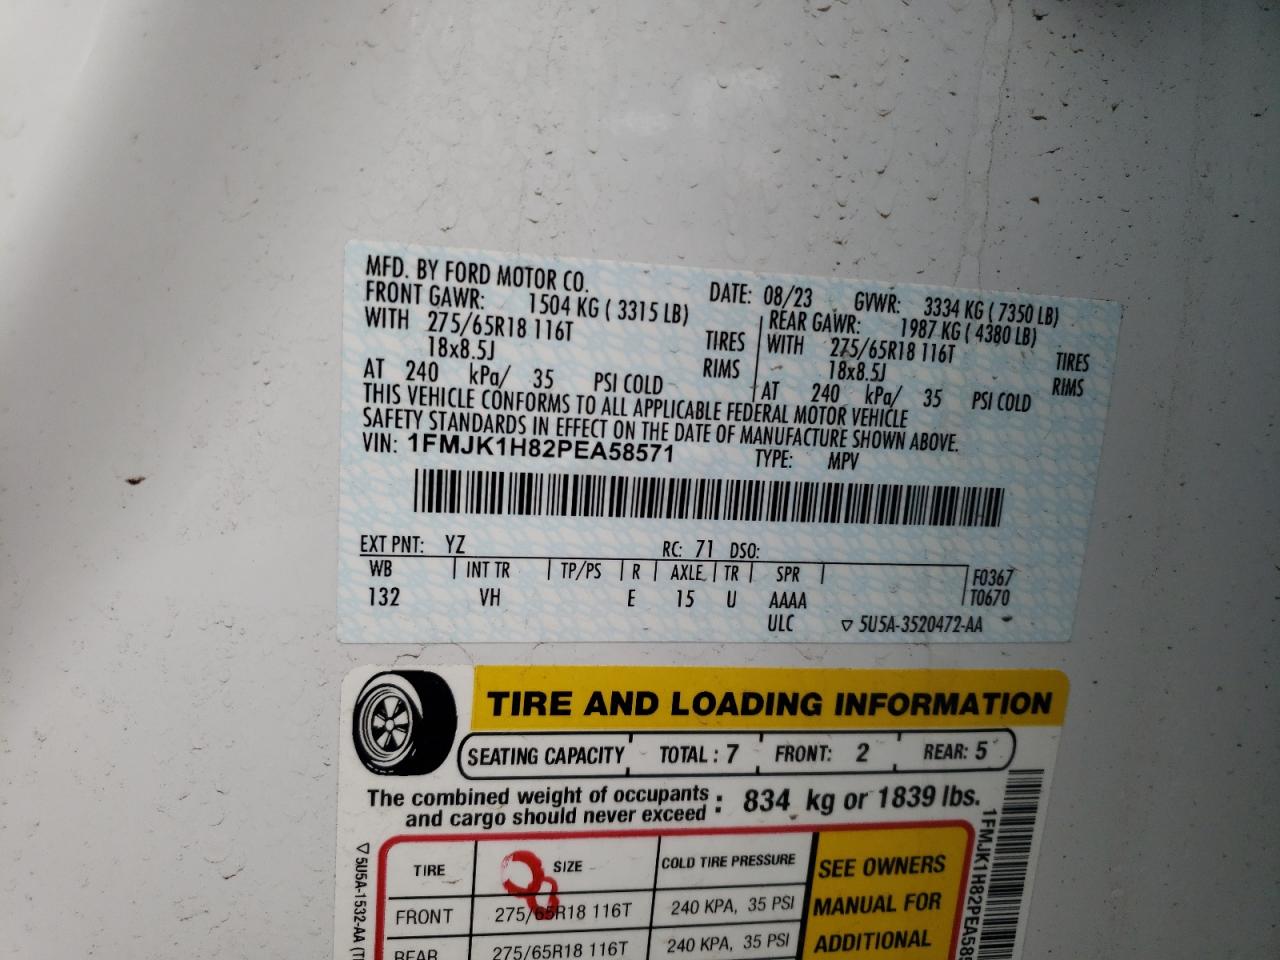 MFD. BY FORD MOTOR CO.
DATE: 08/23 GVWR: 3334 KG ( 7350 LB)
FRONT GAWR: 1504 KG ( 3315 LB)
WITH 275/65R18 116T TIRES
18x8.5J RIMS
AT 240 kPa/ 35 PSI COLD
REAR GAWR: 1987 KG ( 4380 LB)
WITH 275/65R18 116T TIRES
18x8.5J RIMS
AT 240 kPa/ 35 PSI COLD
THIS VEHICLE CONFORMS TO ALL APPLICABLE FEDERAL MOTOR VEHICLE
SAFETY STANDARDS IN EFFECT ON THE DATE OF MANUFACTURE SHOWN ABOVE.
VIN: 1FMJK1H82PEA58571 TYPE: MPV
EXT PNT: YZ RC: 71 DSO:
WB INT TR TP/PS R AXLE TR SPR F0367
132 VH E 15 U AAAA T0670
ULC ▽ 5U5A-3520472-AA
TIRE AND LOADING INFORMATION
SEATING CAPACITY TOTAL : 7 FRONT: 2 REAR: 5
The combined weight of occupants
and cargo should never exceed : 834 kg or 1839 lbs.
TIRE SIZE COLD TIRE PRESSURE
FRONT 275/65R18 116T 240 KPA, 35 PSI
REAR 275/65R18 116T 240 KPA, 35 PSI
SEE OWNERS
MANUAL FOR
ADDITIONAL
▽ 5U5A-1532-AA
1FMJK1H82PEA58